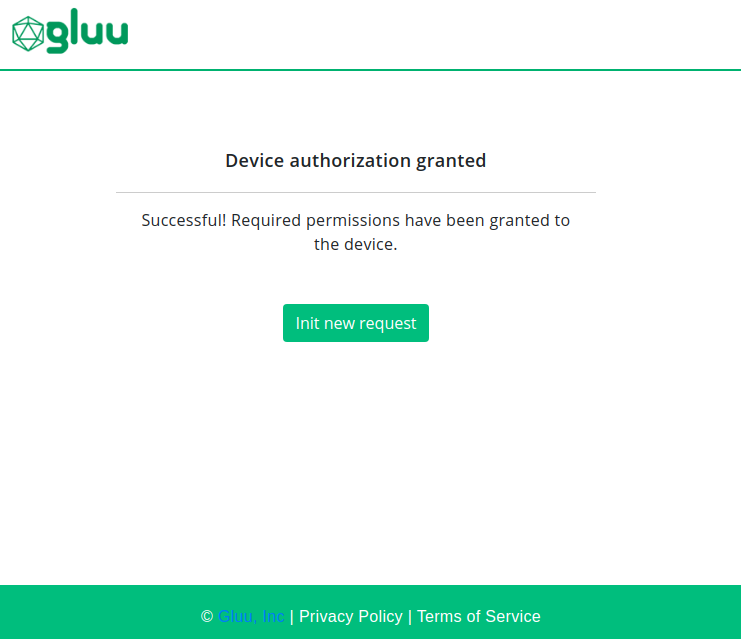 gluu
Device authorization granted
Successful! Required permissions have been granted to
the device.
Init new request
© Gluu, Inc | Privacy Policy | Terms of Service